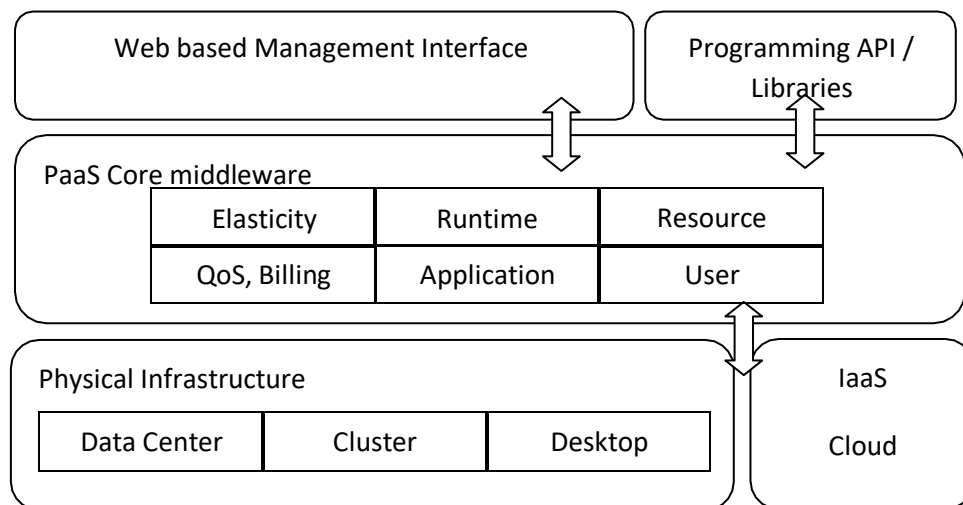 Web based Management Interface
Programming API /
Libraries
PaaS Core middleware
Elasticity
Runtime
Resource
QoS, Billing
Application
User
Physical Infrastructure
Data Center
Cluster
Desktop
IaaS
Cloud